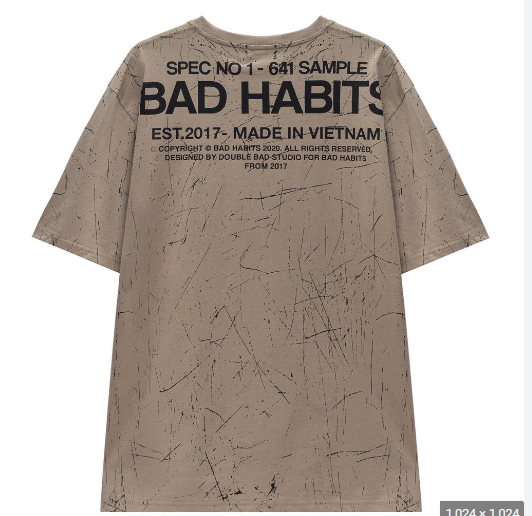 SPEC NO 1 - 641 SAMPLE
BAD HABITS
EST.2017- MADE IN VIETNAM
COPYRIGHT © BAD HABITS 2020. ALL RIGHTS RESERVED,
DESIGNED BY DOUBLE BAD-STUDIO FOR BAD HABITS
FROM 2017
1.024 × 1.024